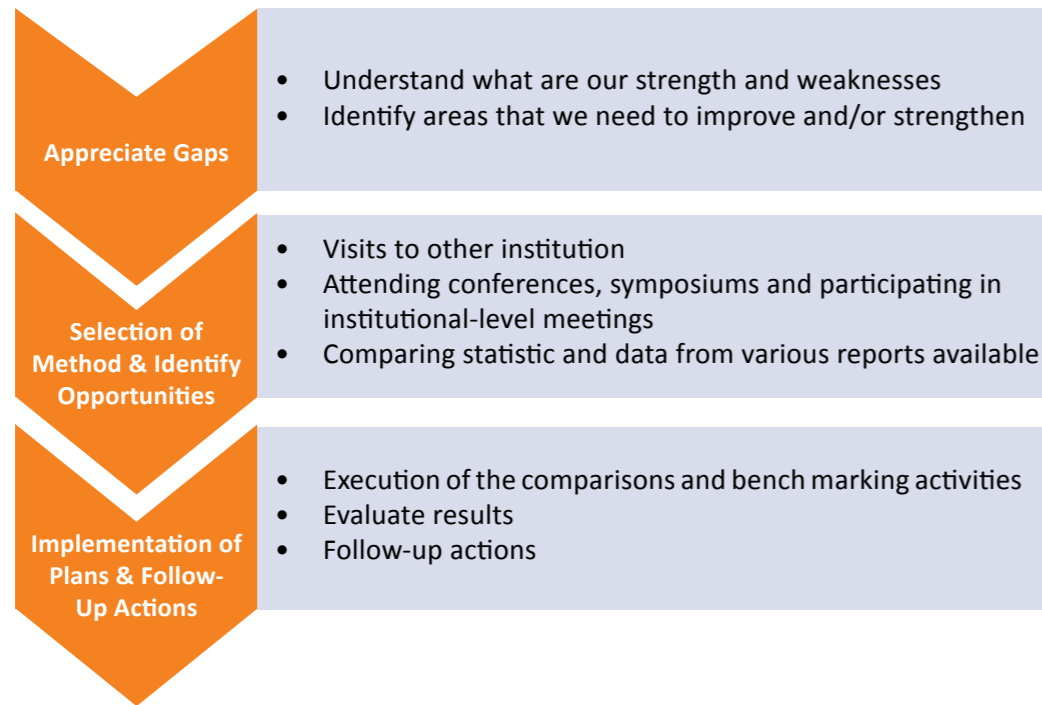 Appreciate Gaps
• Understand what are our strength and weaknesses
• Identify areas that we need to improve and/or strengthen
Selection of
Method & Identify
Opportunities
• Visits to other institution
• Attending conferences, symposiums and participating in
institutional-level meetings
• Comparing statistic and data from various reports available
Implementation of
Plans & Follow-
Up Actions
• Execution of the comparisons and bench marking activities
• Evaluate results
• Follow-up actions